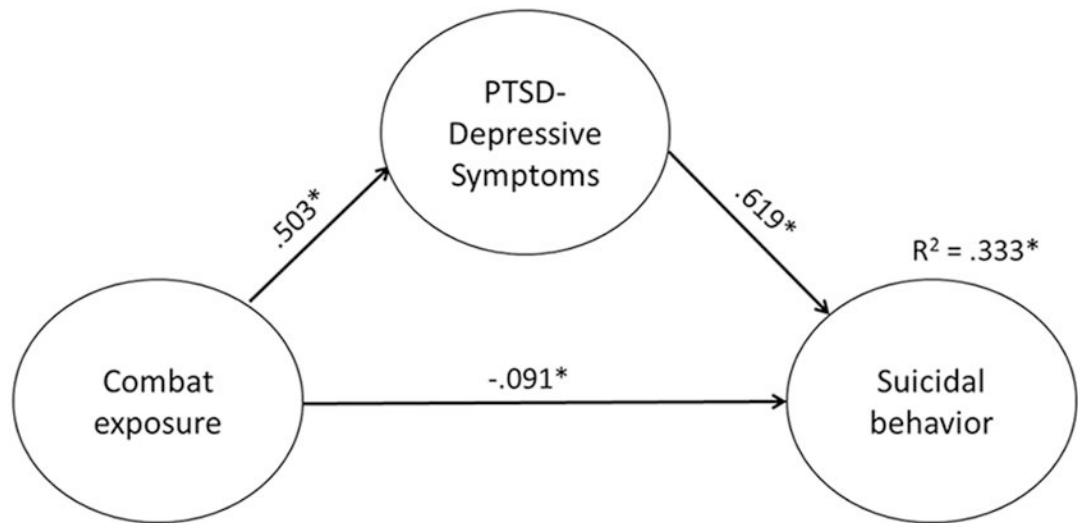 PTSD-
Depressive
Symptoms
.503*
.619*
R² = .333*
Combat
exposure
-.091*
Suicidal
behavior